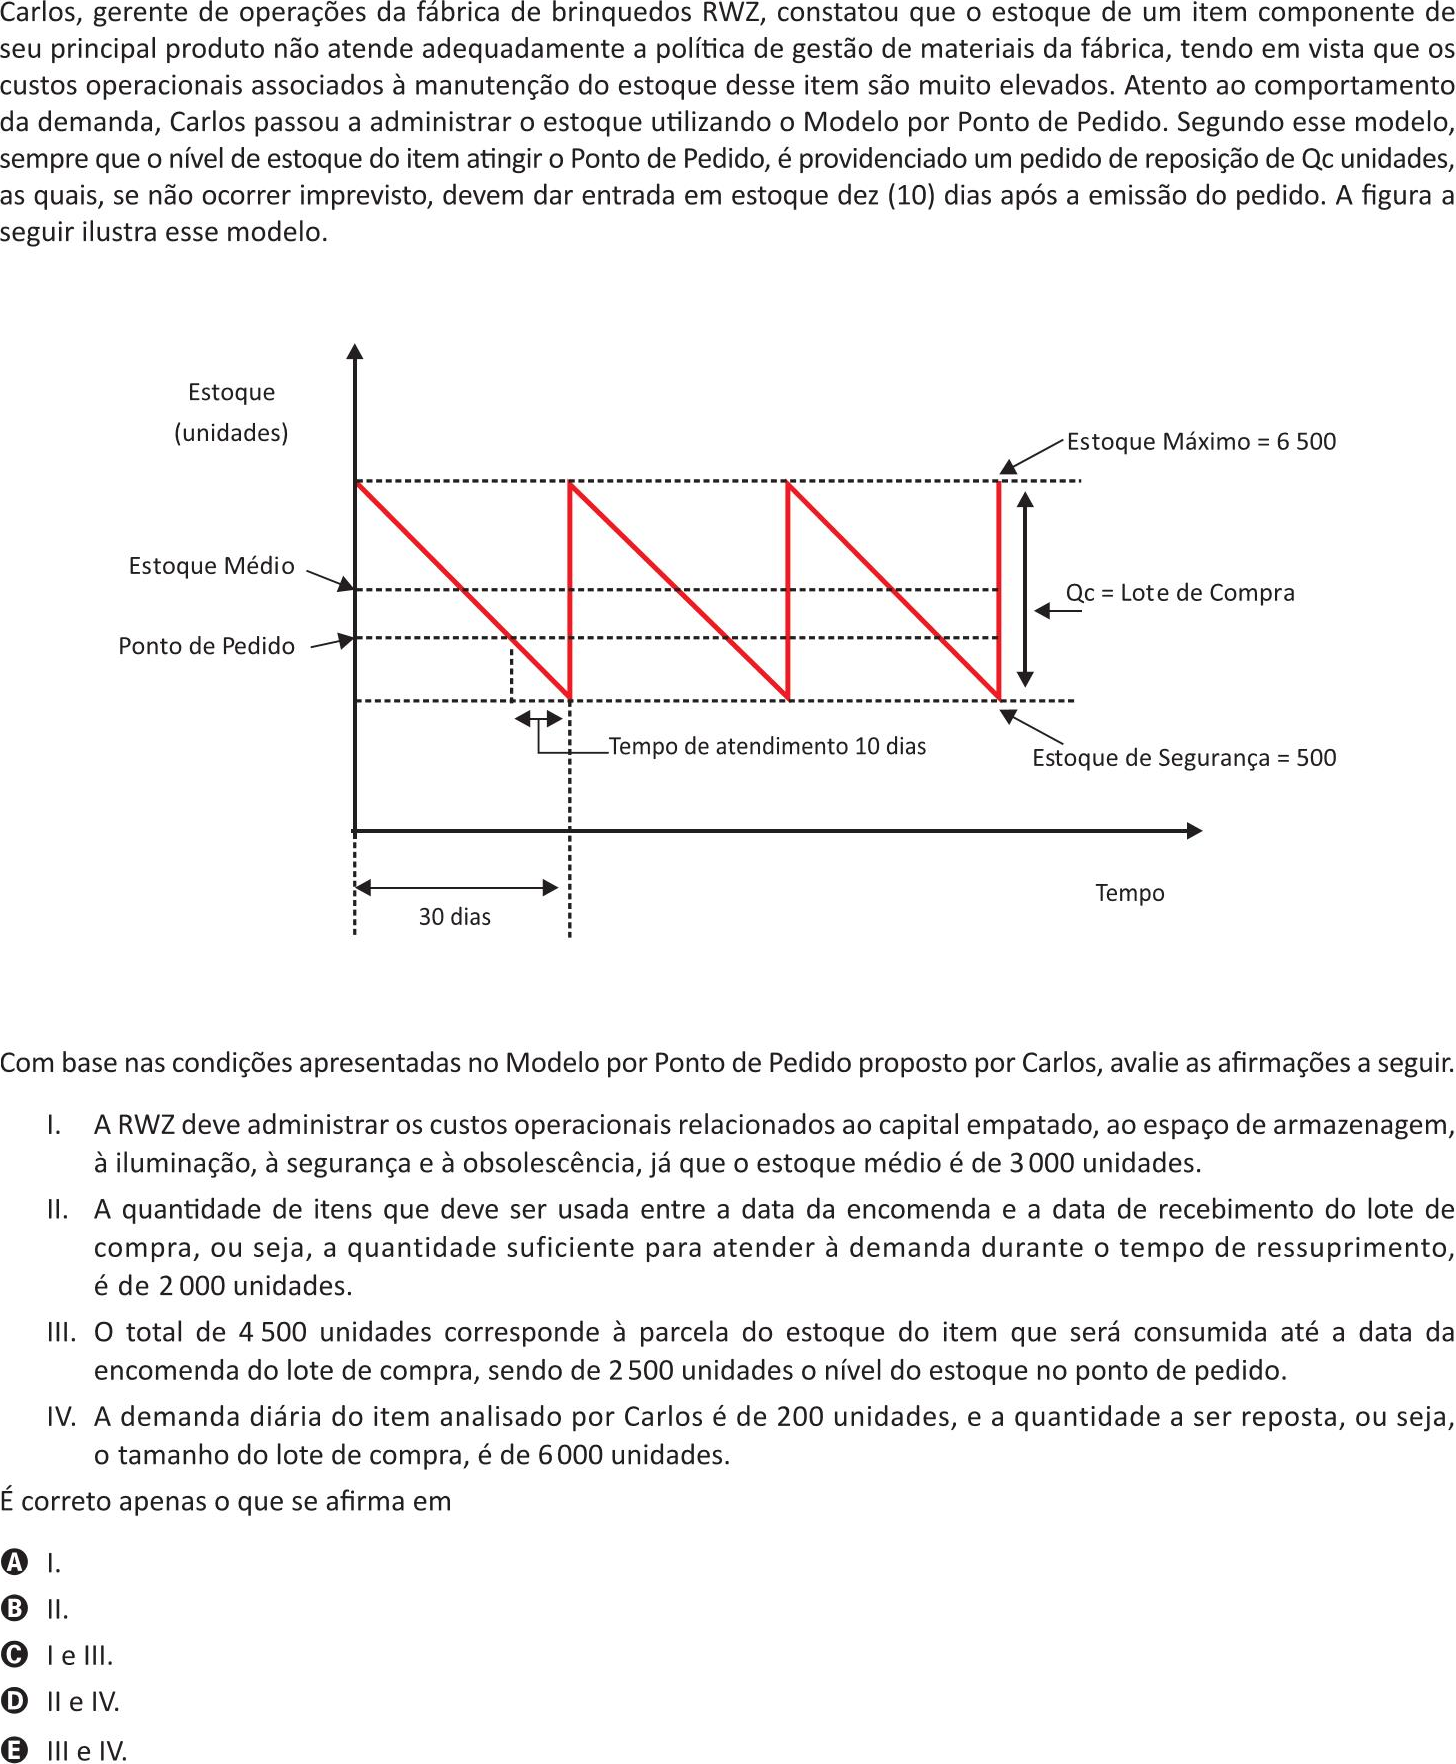 Carlos, gerente de operações da fábrica de brinquedos RWZ, constatou que o estoque de um item componente de
seu principal produto não atende adequadamente a política de gestão de materiais da fábrica, tendo em vista que os
custos operacionais associados à manutenção do estoque desse item são muito elevados. Atento ao comportamento
da demanda, Carlos passou a administrar o estoque utilizando o Modelo por Ponto de Pedido. Segundo esse modelo,
sempre que o nível de estoque do item atingir o Ponto de Pedido, é providenciado um pedido de reposição de Qc unidades,
as quais, se não ocorrer imprevisto, devem dar entrada em estoque dez (10) dias após a emissão do pedido. A figura a
seguir ilustra esse modelo.
Estoque
(unidades)
Estoque Máximo = 6 500
Estoque Médio
Qc = Lote de Compra
Ponto de Pedido
Tempo de atendimento 10 dias
Estoque de Segurança = 500
Tempo
30 dias
Com base nas condições apresentadas no Modelo por Ponto de Pedido proposto por Carlos, avalie as afirmações a seguir.
I. A RWZ deve administrar os custos operacionais relacionados ao capital empatado, ao espaço de armazenagem,
à iluminação, à segurança e à obsolescência, já que o estoque médio é de 3 000 unidades.
II. A quantidade de itens que deve ser usada entre a data da encomenda e a data de recebimento do lote de
compra, ou seja, a quantidade suficiente para atender à demanda durante o tempo de ressuprimento,
é de 2 000 unidades.
III. O total de 4 500 unidades corresponde à parcela do estoque do item que será consumida até a data da
encomenda do lote de compra, sendo de 2 500 unidades o nível do estoque no ponto de pedido.
IV. A demanda diária do item analisado por Carlos é de 200 unidades, e a quantidade a ser reposta, ou seja,
o tamanho do lote de compra, é de 6 000 unidades.
É correto apenas o que se afirma em
A I.
B II.
C I e III.
D II e IV.
E III e IV.